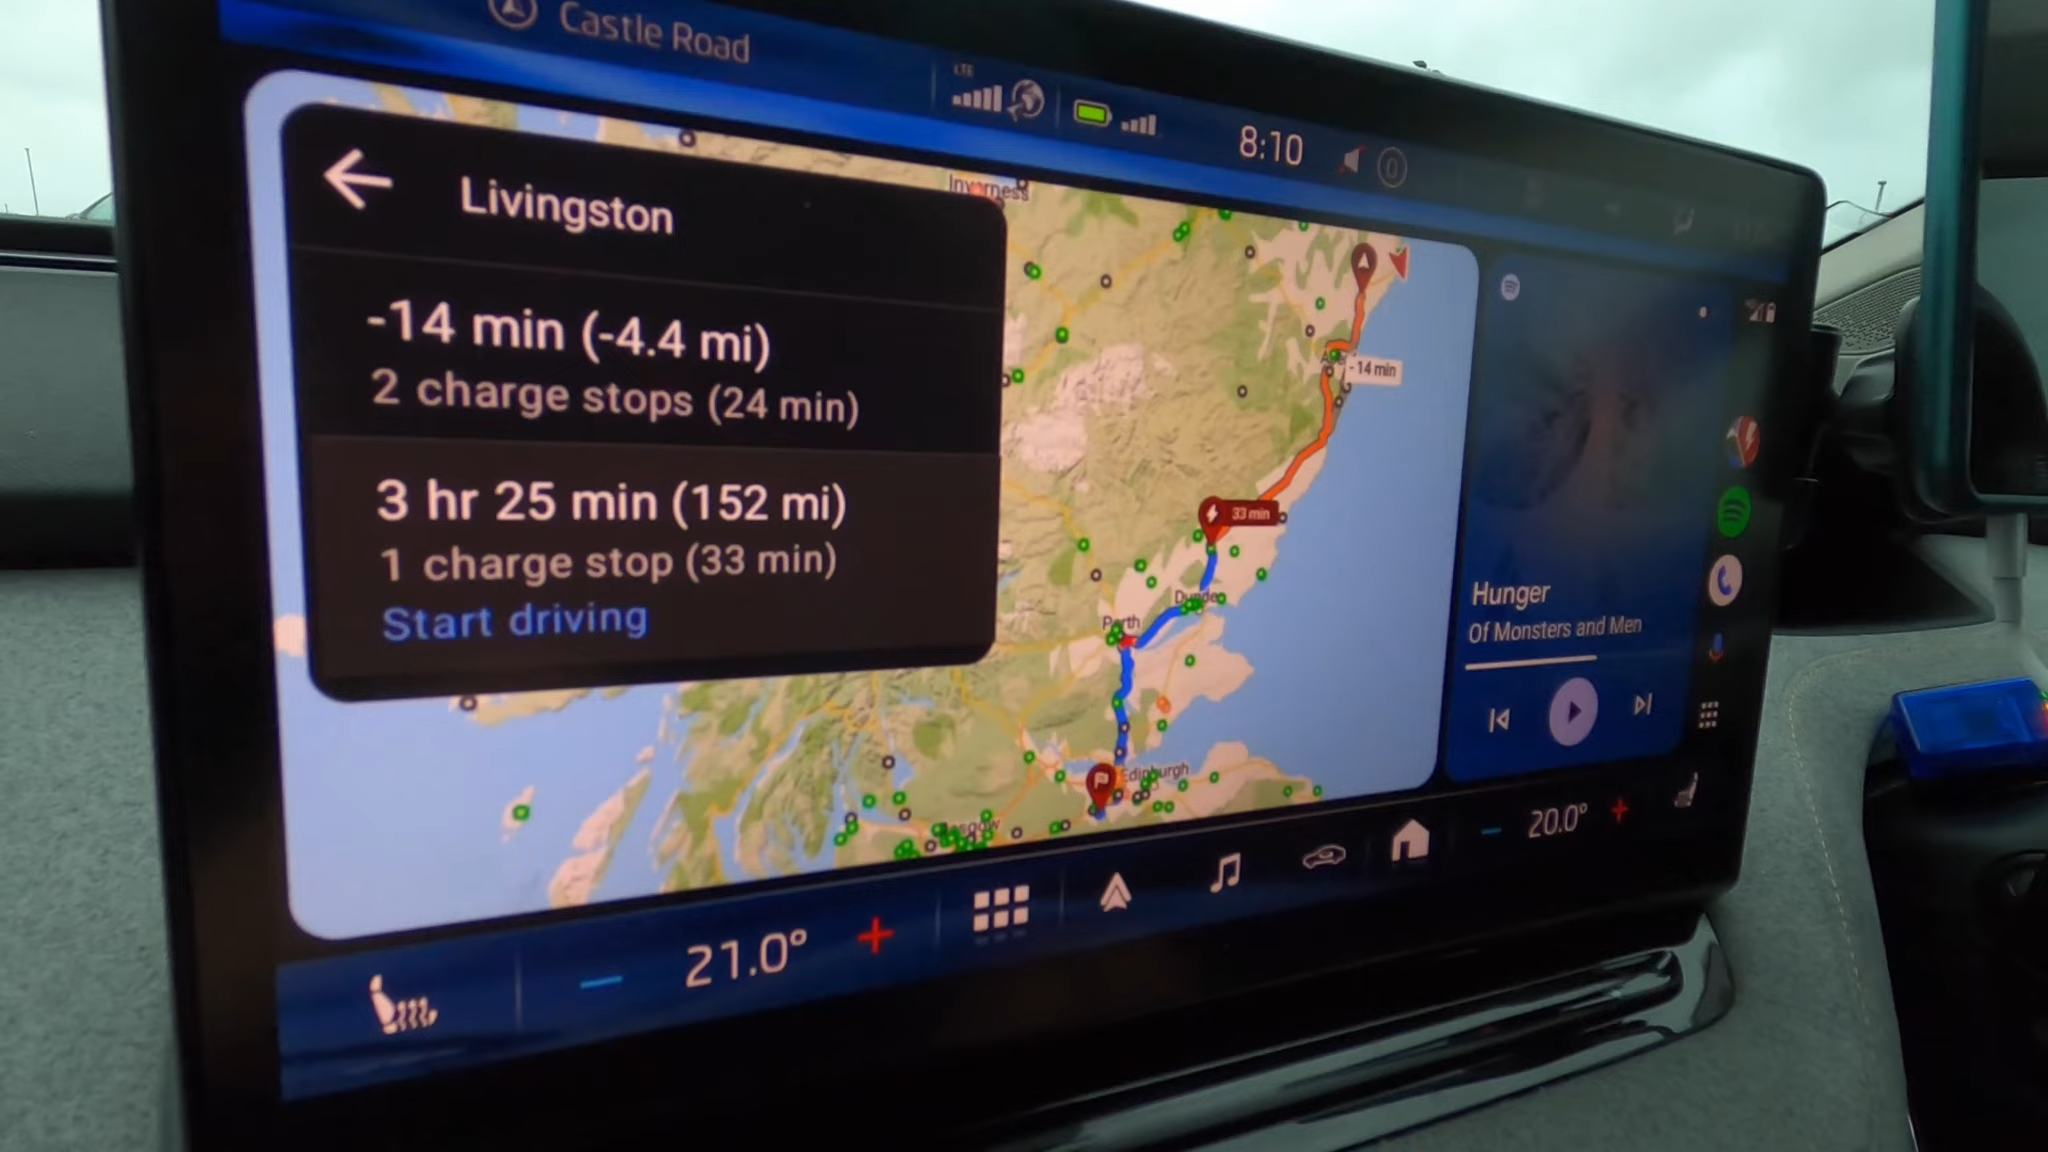 Castle Road
LTE
8:10
Livingston
-14 min (-4.4 mi)
2 charge stops (24 min)
3 hr 25 min (152 mi)
1 charge stop (33 min)
Start driving
Inverness
-14 min
33 min
Dundee
Perth
Edinburgh
Glasgow
Hunger
Of Monsters and Men
21.0°
20.0°